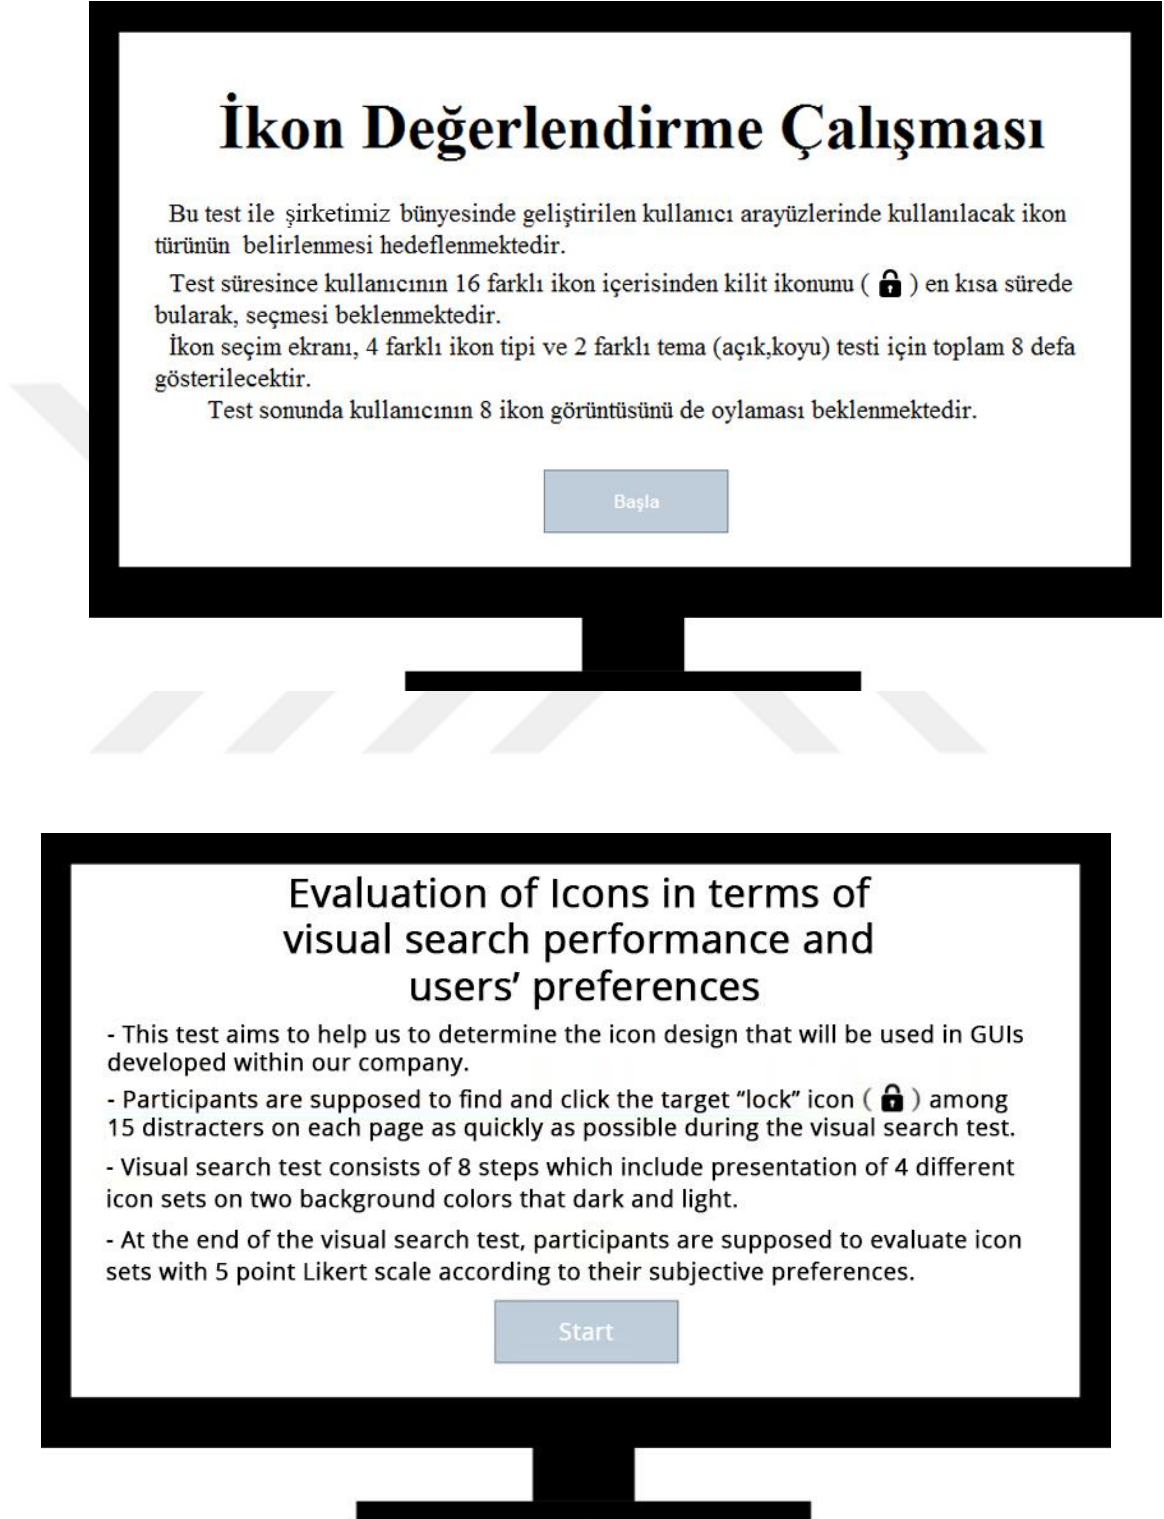 İkon Değerlendirme Çalışması
Bu test ile şirketimiz bünyesinde geliştirilen kullanıcı arayüzlerinde kullanılacak ikon
türünün belirlenmesi hedeflenmektedir.
Test süresince kullanıcının 16 farklı ikon içerisinden kilit ikonunu ( ) en kısa sürede
bularak, seçmesi beklenmektedir.
İkon seçim ekranı, 4 farklı ikon tipi ve 2 farklı tema (açık,koyu) testi için toplam 8 defa
gösterilecektir.
Test sonunda kullanıcının 8 ikon görüntüsünü de oylaması beklenmektedir.
Başla
Evaluation of Icons in terms of
visual search performance and
users’ preferences
- This test aims to help us to determine the icon design that will be used in GUIs
developed within our company.
- Participants are supposed to find and click the target “lock” icon ( ) among
15 distracters on each page as quickly as possible during the visual search test.
- Visual search test consists of 8 steps which include presentation of 4 different
icon sets on two background colors that dark and light.
- At the end of the visual search test, participants are supposed to evaluate icon
sets with 5 point Likert scale according to their subjective preferences.
Start